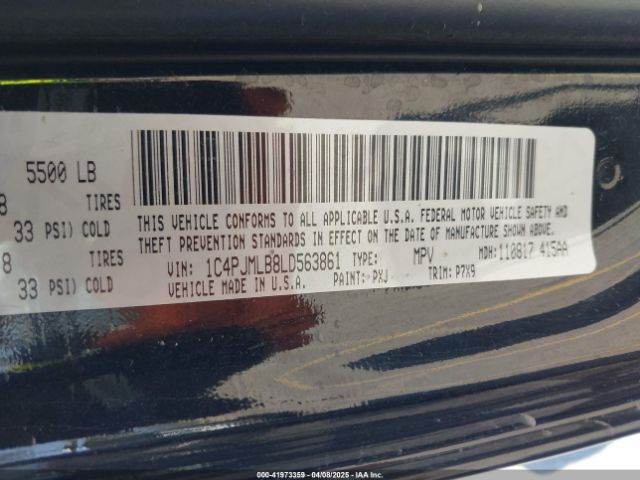 5500 LB
8 TIRES
33 PSI) COLD
8 TIRES
33 PSI) COLD
THIS VEHICLE CONFORMS TO ALL APPLICABLE U.S.A. FEDERAL MOTOR VEHICLE SAFETY AND
THEFT PREVENTION STANDARDS IN EFFECT ON THE DATE OF MANUFACTURE SHOWN ABOVE.
VIN: 1C4PJMLB8LD563861 TYPE: MPV MDH:110817 415AA
VEHICLE MADE IN U.S.A. PAINT: PXJ TRIM: P7X9
000-41973359 - 04/08/2025 - © IAA, LLC